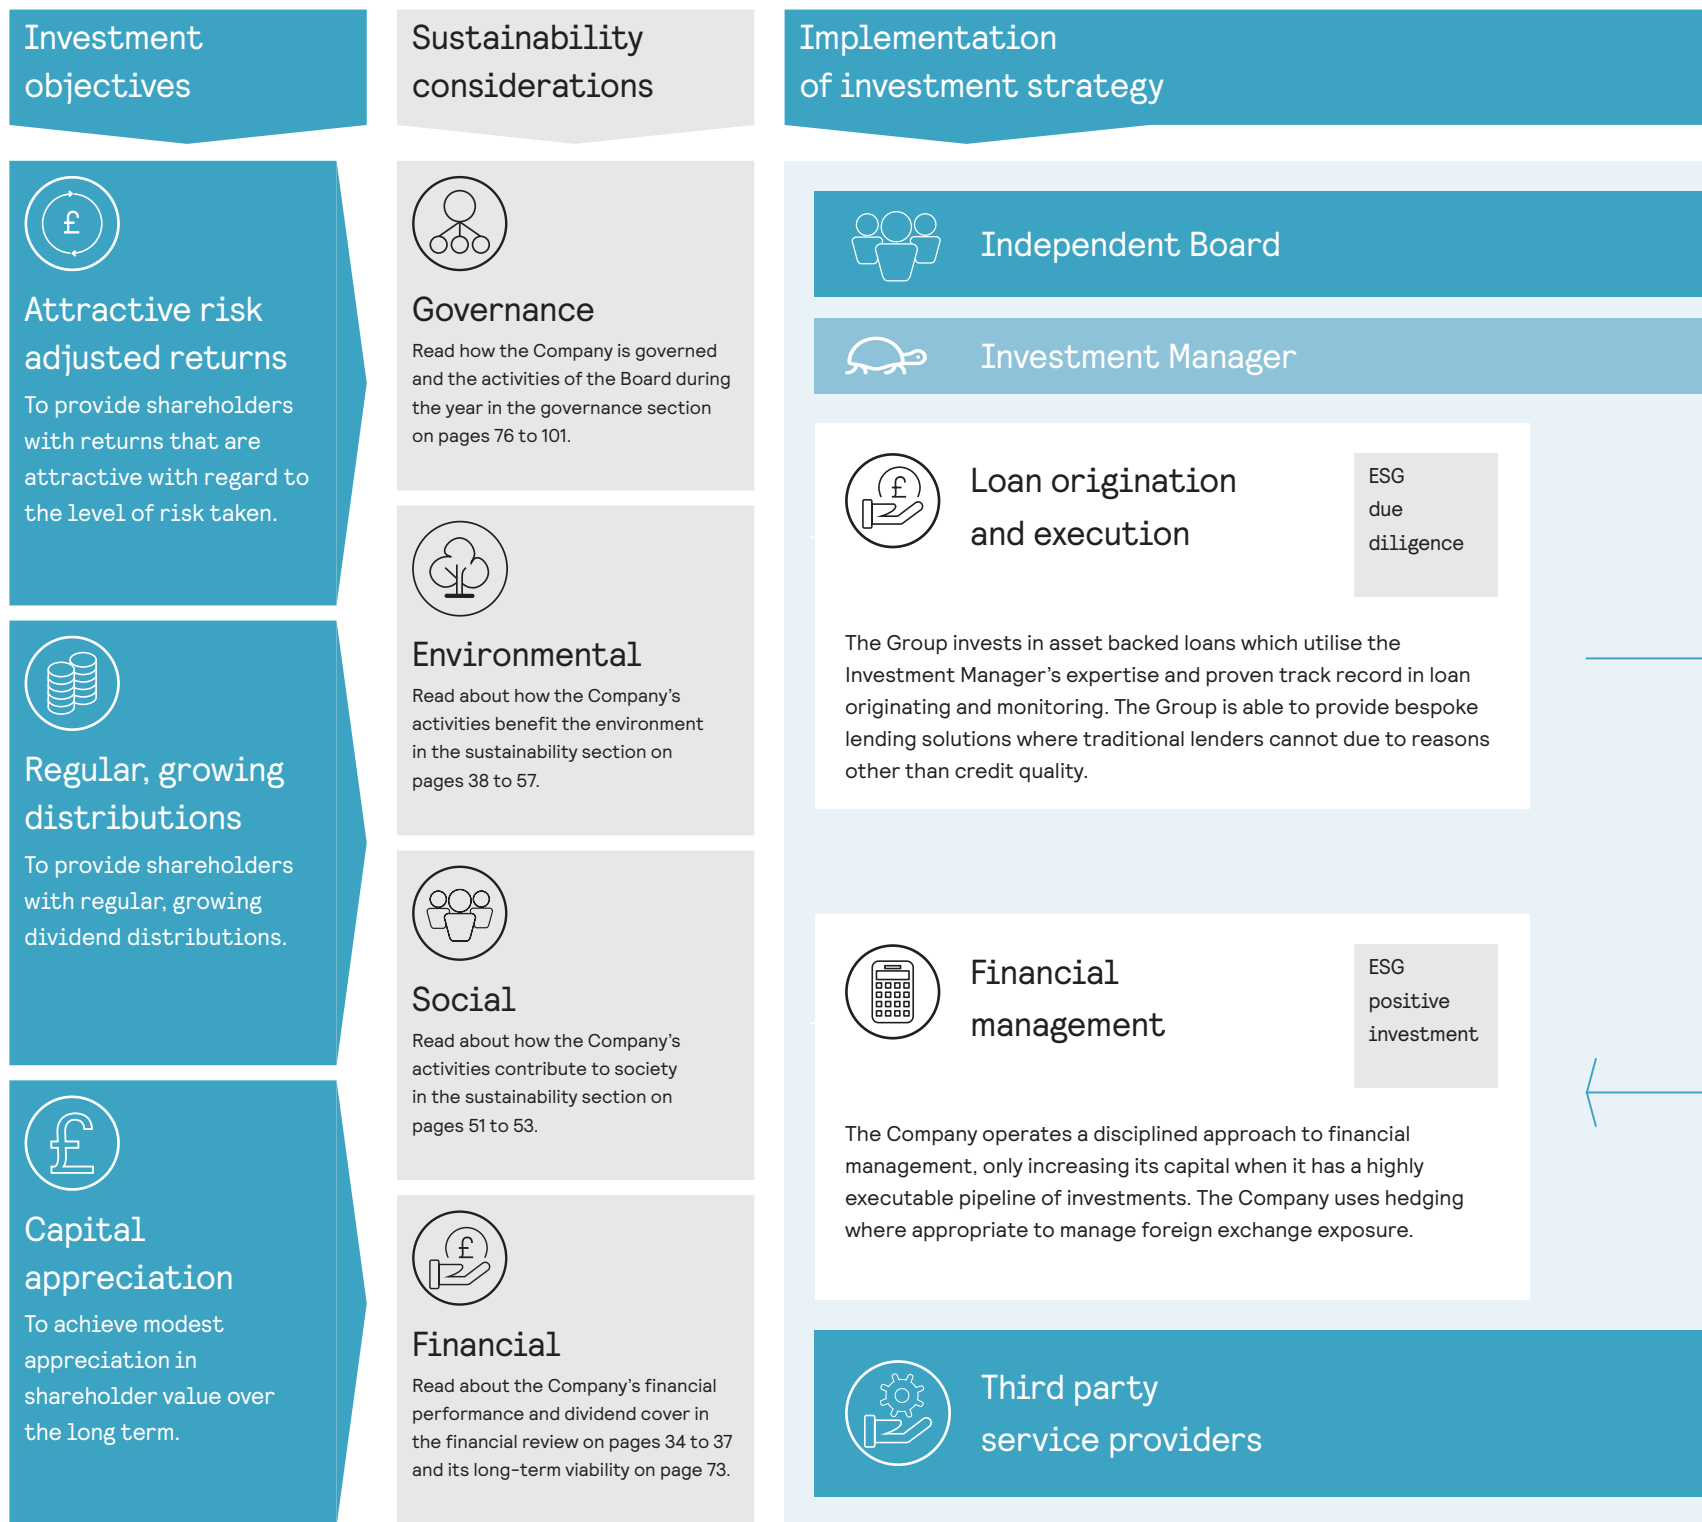 Investment
objectives
Attractive risk
adjusted returns
To provide shareholders
with returns that are
attractive with regard to
the level of risk taken.
Regular, growing
distributions
To provide shareholders
with regular, growing
dividend distributions.
Capital
appreciation
To achieve modest
appreciation in
shareholder value over
the long term.
Sustainability
considerations
Governance
Read how the Company is governed
and the activities of the Board during
the year in the governance section
on pages 76 to 101.
Environmental
Read about how the Company's
activities benefit the environment
in the sustainability section on
pages 38 to 57.
Social
Read about how the Company's
activities contribute to society
in the sustainability section on
pages 51 to 53.
Financial
Read about the Company's financial
performance and dividend cover in
the financial review on pages 34 to 37
and its long-term viability on page 73.
Implementation
of investment strategy
Independent Board
Investment Manager
Loan origination
and execution
ESG
due
diligence
The Group invests in asset backed loans which utilise the
Investment Manager's expertise and proven track record in loan
originating and monitoring. The Group is able to provide bespoke
lending solutions where traditional lenders cannot due to reasons
other than credit quality.
Financial
management
ESG
positive
investment
The Company operates a disciplined approach to financial
management, only increasing its capital when it has a highly
executable pipeline of investments. The Company uses hedging
where appropriate to manage foreign exchange exposure.
Third party
service providers